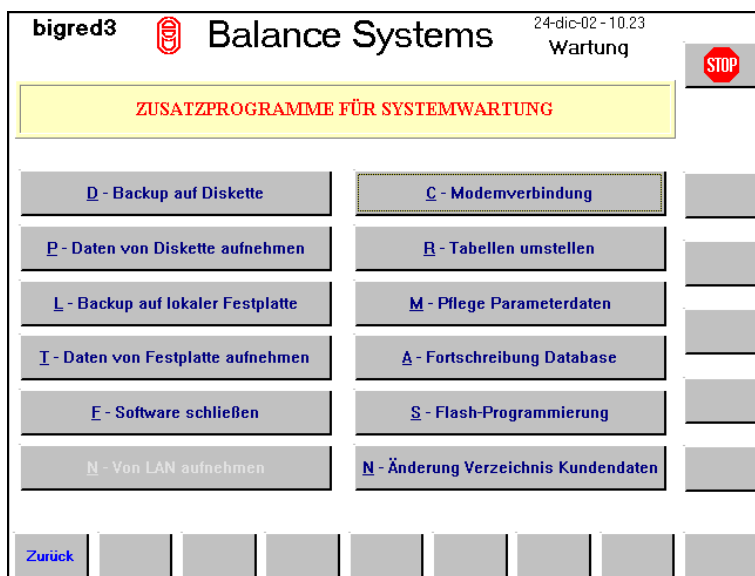 bigred3
Balance Systems
24-dic-02 - 10.23
Wartung
STOP
ZUSATZPROGRAMME FÜR SYSTEMWARTUNG
D - Backup auf Diskette
C - Modemverbindung
P - Daten von Diskette aufnehmen
R - Tabellen umstellen
L - Backup auf lokaler Festplatte
M - Pflege Parameterdaten
T - Daten von Festplatte aufnehmen
A - Fortschreibung Database
F - Software schließen
S - Flash-Programmierung
N - Von LAN aufnehmen
N - Änderung Verzeichnis Kundendaten
Zurück